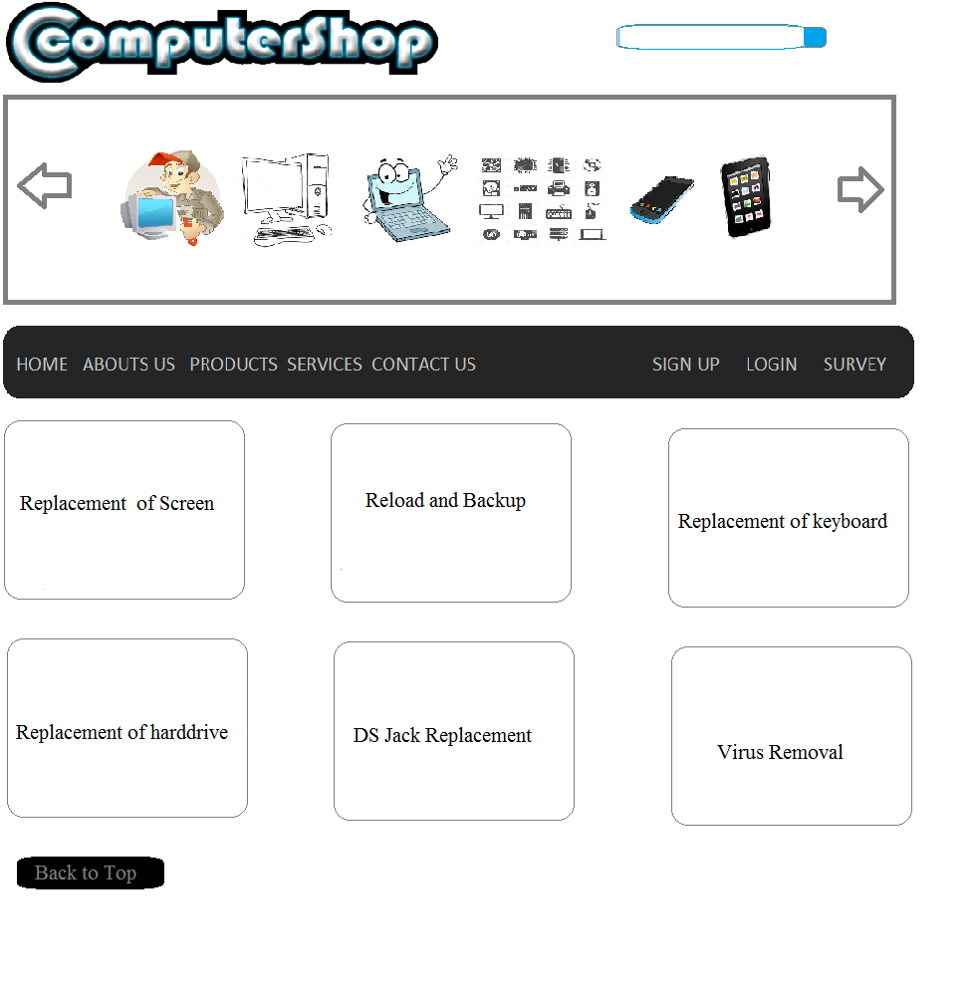 ComputerShop
HOME ABOUTS US PRODUCTS SERVICES CONTACT US SIGN UP LOGIN SURVEY
Replacement of Screen
Reload and Backup
Replacement of keyboard
Replacement of harddrive
DS Jack Replacement
Virus Removal
Back to Top